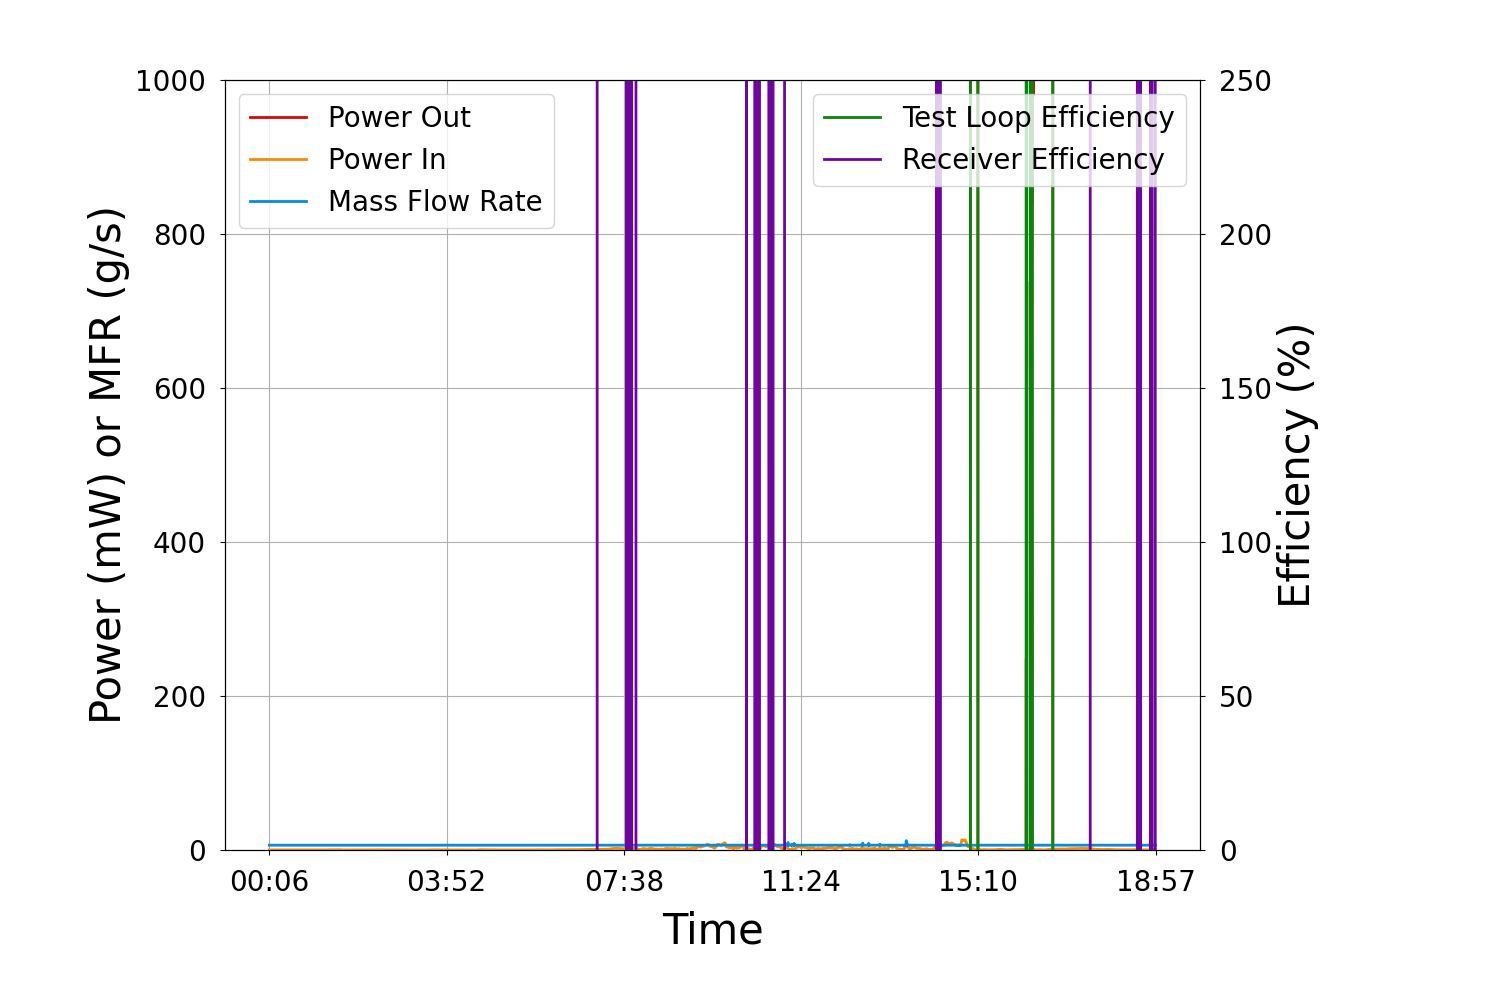 1000
800
600
400
200
0
Power (mW) or MFR (g/s)
Power Out
Power In
Mass Flow Rate
Test Loop Efficiency
Receiver Efficiency
250
200
150
100
50
0
Efficiency (%)
00:06 03:52 07:38 11:24 15:10 18:57
Time